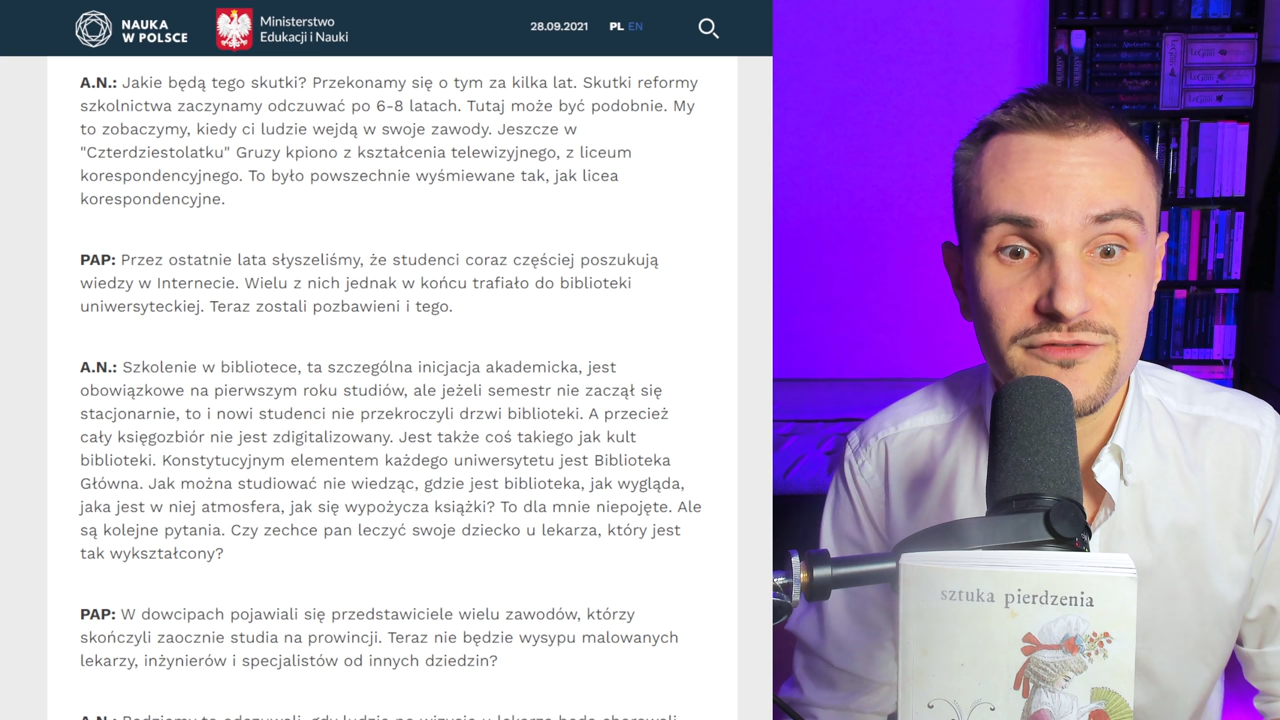 NAUKA
W POLSCE
Ministerstwo
Edukacji i Nauki
28.09.2021
PL EN
A.N.: Jakie będą tego skutki? Przekonamy się o tym za kilka lat. Skutki reformy
szkolnictwa zaczynamy odczuwać po 6-8 latach. Tutaj może być podobnie. My
to zobaczymy, kiedy ci ludzie wejdą w swoje zawody. Jeszcze w
"Czterdziestolatku" Gruzy kpiono z kształcenia telewizyjnego, z liceum
korespondencyjnego. To było powszechnie wyśmiewane tak, jak licea
korespondencyjne.
PAP: Przez ostatnie lata słyszeliśmy, że studenci coraz częściej poszukują
wiedzy w Internecie. Wielu z nich jednak w końcu trafiało do biblioteki
uniwersyteckiej. Teraz zostali pozbawieni i tego.
A.N.: Szkolenie w bibliotece, ta szczególna inicjacja akademicka, jest
obowiązkowe na pierwszym roku studiów, ale jeżeli semestr nie zaczął się
stacjonarnie, to i nowi studenci nie przekroczyli drzwi biblioteki. A przecież
cały księgozbiór nie jest zdigitalizowany. Jest także coś takiego jak kult
biblioteki. Konstytucyjnym elementem każdego uniwersytetu jest Biblioteka
Główna. Jak można studiować nie wiedząc, gdzie jest biblioteka, jak wygląda,
jaka jest w niej atmosfera, jak się wypożycza książki? To dla mnie niepojęte. Ale
są kolejne pytania. Czy zechce pan leczyć swoje dziecko u lekarza, który jest
tak wykształcony?
PAP: W dowcipach pojawiali się przedstawiciele wielu zawodów, którzy
skończyli zaocznie studia na prowincji. Teraz nie będzie wysypu malowanych
lekarzy, inżynierów i specjalistów od innych dziedzin?
sztuka pierdzenia